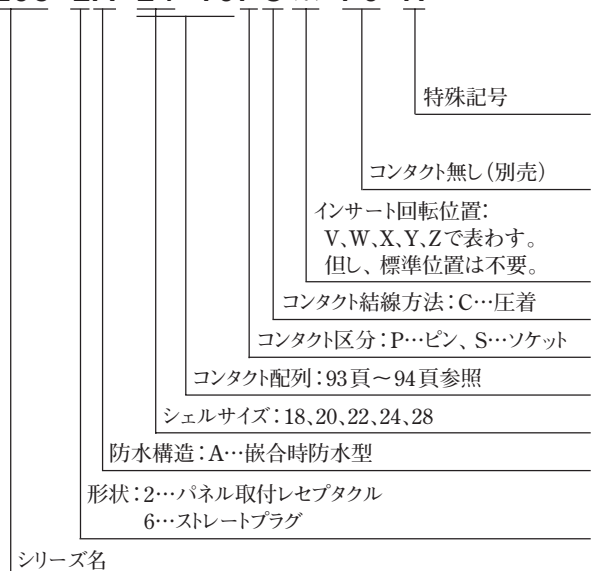 特殊記号
コンタクト無し(別売)
インサート回転位置:
V、W、X、Y、Zで表わす。
但し、標準位置は不要。
コンタクト結線方法:C…圧着
コンタクト区分:P…ピン、S…ソケット
コンタクト配列:93頁〜94頁参照
シェルサイズ:18、20、22、24、28
防水構造:A…嵌合時防水型
形状:2…パネル取付レセプタクル
6…ストレートプラグ
シリーズ名